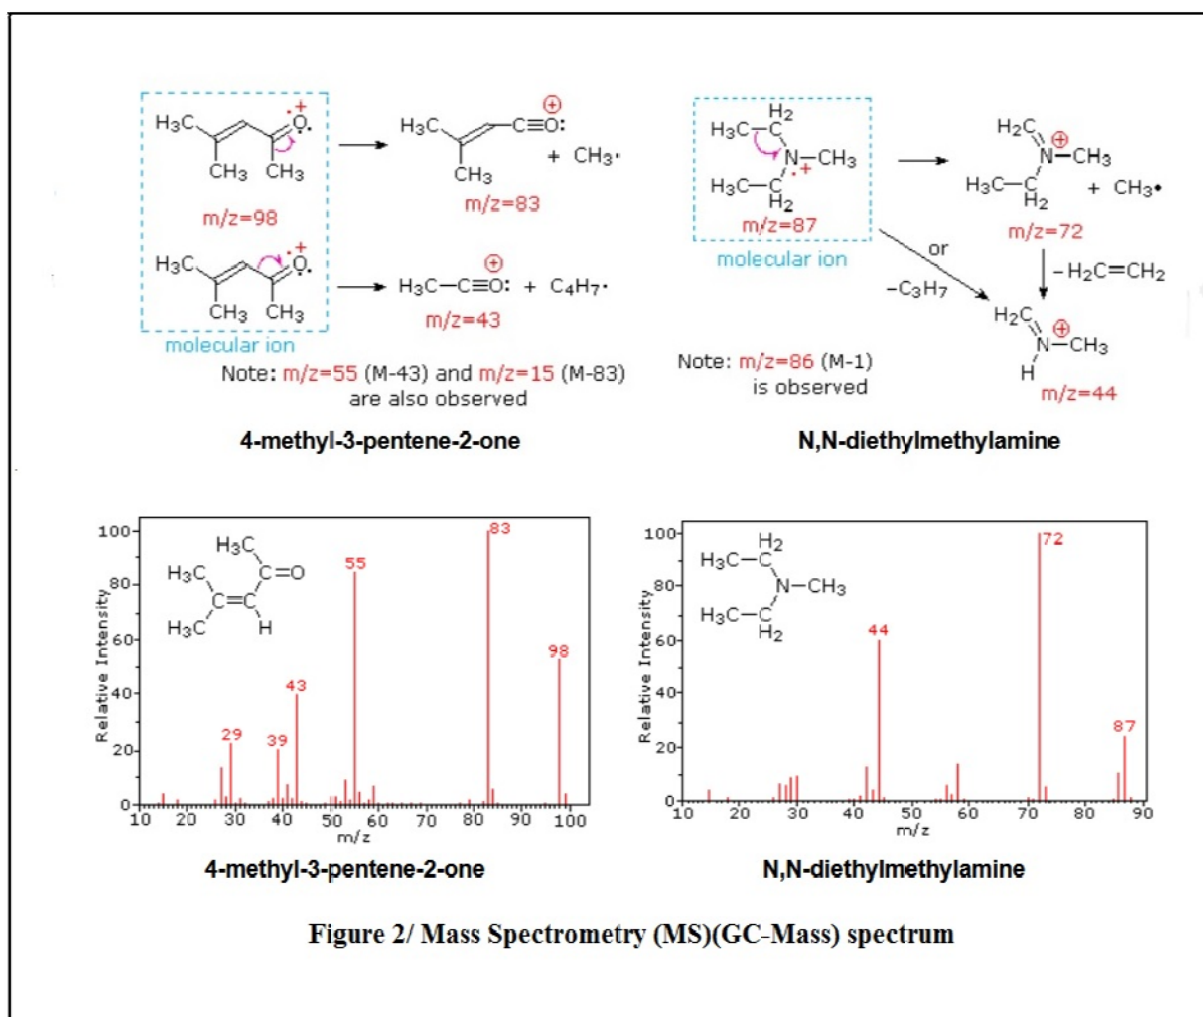 H₃C
CH₃
CH₃
O
m/z=98
H₃C
CH₃
C≡O:
+ CH₃·
m/z=83
H₃C
CH₃
CH₃
O
molecular ion
H₃C—C≡O: + C₄H₇·
m/z=43
Note: m/z=55 (M-43) and m/z=15 (M-83)
are also observed
4-methyl-3-pentene-2-one
H₂
H₃C—C
N—CH₃
H₃C—C
H₂
m/z=87
molecular ion
H₂C
N—CH₃
H₃C—C
H₂
+ CH₃•
m/z=72
or
−C₃H₇
−H₂C=CH₂
H₂C
N—CH₃
H
m/z=44
Note: m/z=86 (M-1)
is observed
N,N-diethylmethylamine
Relative Intensity
100
80
60
40
20
0
H₃C
H₃C
C=O
C=C
H₃C
H
29
39
43
55
83
98
10 20 30 40 50 60 70 80 90 100
m/z
4-methyl-3-pentene-2-one
Relative Intensity
100
80
60
40
20
0
H₂
H₃C—C
N—CH₃
H₃C—C
H₂
44
72
87
10 20 30 40 50 60 70 80 90
m/z
N,N-diethylmethylamine
Figure 2/ Mass Spectrometry (MS)(GC-Mass) spectrum